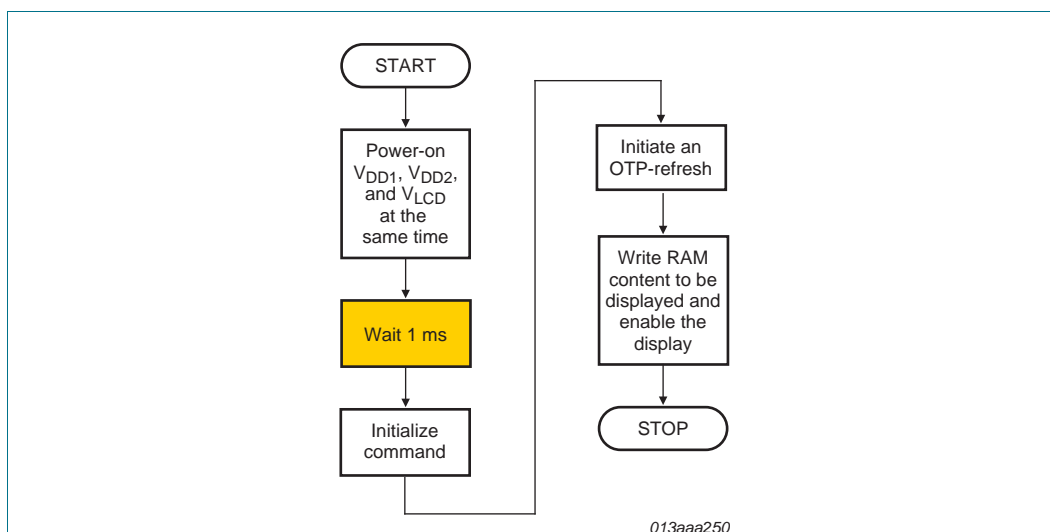 START
Power-on
VDD1, VDD2,
and VLCD
at the
same time
Wait 1 ms
Initialize
command
Initiate an
OTP-refresh
Write RAM
content to be
displayed and
enable the
display
STOP
013aaa250